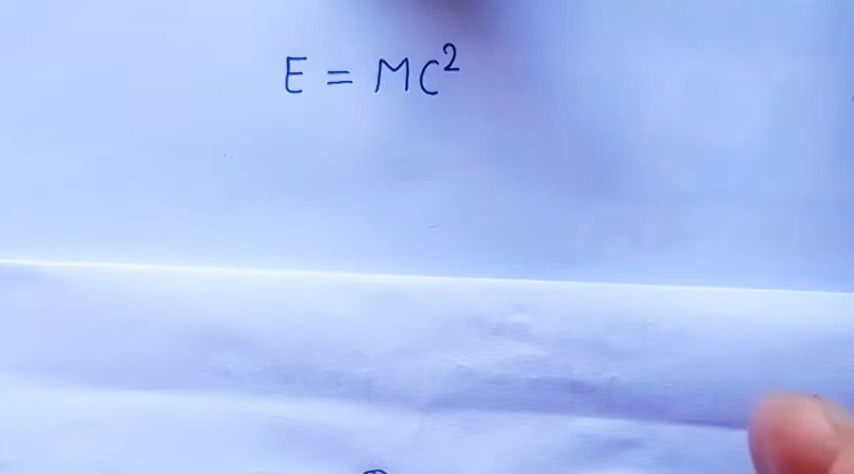 E = MC²